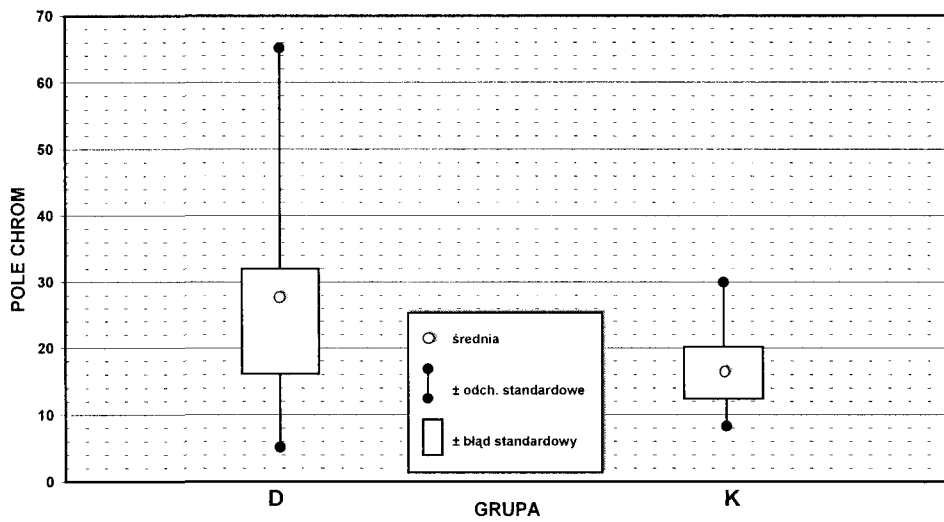 70
60
50
40
30
20
10
0
POLE CHROM
średnia
± odch. standardowe
± błąd standardowy
D
K
GRUPA